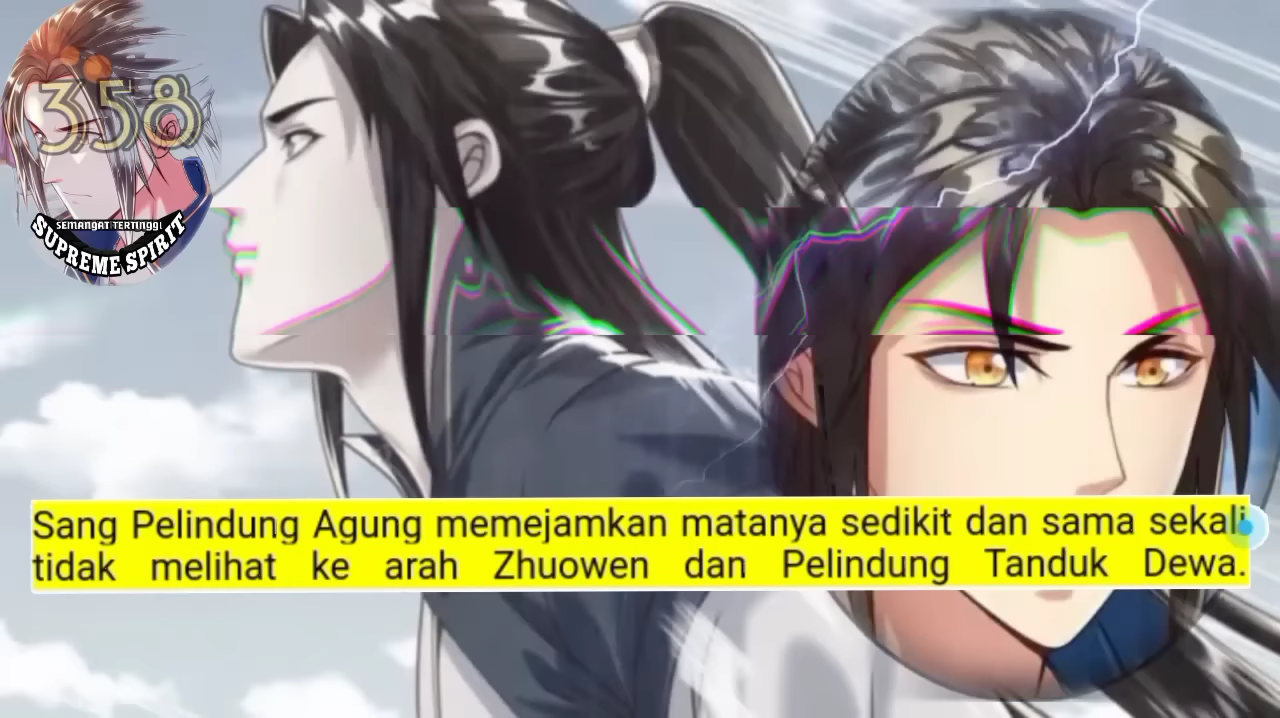 358
SEMANGAT TERTINGGI
SUPREME SPIRIT
Sang Pelindung Agung memejamkan matanya sedikit dan sama sekali
tidak melihat ke arah Zhuowen dan Pelindung Tanduk Dewa.